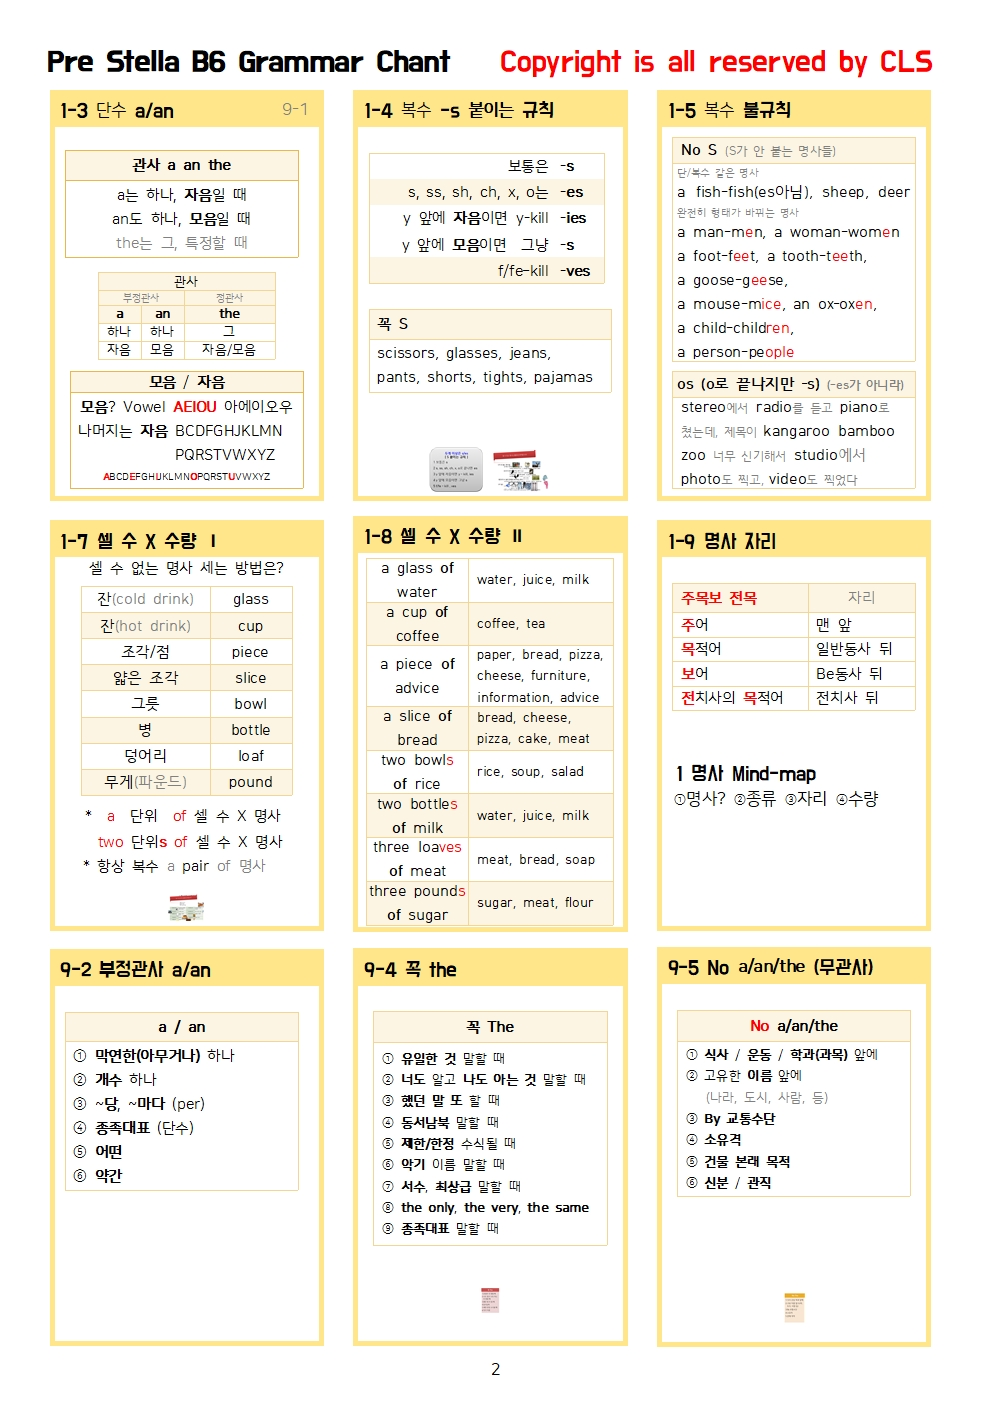 Pre Stella B6 Grammar Chant Copyright is all reserved by CLS
1-3 단수 a/an 9-1
관사 a an the
a는 하나, 자음일 때
an도 하나, 모음일 때
the는 그, 특정할 때
관사
부정관사 정관사
a an the
하나 하나 그
자음 모음 자음/모음
모음 / 자음
모음? Vowel AEIOU 아에이오우
나머지는 자음 BCDFGHJKLMN
PQRSTVWXYZ
ABCDEFGHIJKLMNOPQRSTUVWXYZ
1-4 복수 -s 붙이는 규칙
보통은 -s
s, ss, sh, ch, x, o는 -es
y 앞에 자음이면 y-kill -ies
y 앞에 모음이면 그냥 -s
f/fe-kill -ves
꼭 S
scissors, glasses, jeans,
pants, shorts, tights, pajamas
1-5 복수 불규칙
No S (S가 안 붙는 명사들)
단/복수 같은 명사
a fish-fish(es아님), sheep, deer
완전히 형태가 바뀌는 명사
a man-men, a woman-women
a foot-feet, a tooth-teeth,
a goose-geese,
a mouse-mice, an ox-oxen,
a child-children,
a person-people
os (o로 끝나지만 -s) (-es가 아니라)
stereo에서 radio를 듣고 piano로
쳤는데, 제목이 kangaroo bamboo
zoo 너무 신기해서 studio에서
photo도 찍고, video도 찍었다
1-7 셀 수 X 수량 I
셀 수 없는 명사 세는 방법은?
잔(cold drink) glass
잔(hot drink) cup
조각/점 piece
얇은 조각 slice
그릇 bowl
병 bottle
덩어리 loaf
무게(파운드) pound
* a 단위 of 셀 수 X 명사
two 단위s of 셀 수 X 명사
* 항상 복수 a pair of 명사
1-8 셀 수 X 수량 II
a glass of
water
water, juice, milk
a cup of
coffee
coffee, tea
a piece of
advice
paper, bread, pizza,
cheese, furniture,
information, advice
a slice of
bread
bread, cheese,
pizza, cake, meat
two bowls
of rice
rice, soup, salad
two bottles
of milk
water, juice, milk
three loaves
of meat
meat, bread, soap
three pounds
of sugar
sugar, meat, flour
1-9 명사 자리
주목보 전목 자리
주어 맨 앞
목적어 일반동사 뒤
보어 Be동사 뒤
전치사의 목적어 전치사 뒤
1 명사 Mind-map
①명사? ②종류 ③자리 ④수량
9-2 부정관사 a/an
a / an
① 막연한(아무거나) 하나
② 개수 하나
③ ~당, ~마다 (per)
④ 종족대표 (단수)
⑤ 어떤
⑥ 약간
9-4 꼭 the
꼭 The
① 유일한 것 말할 때
② 너도 알고 나도 아는 것 말할 때
③ 했던 말 또 할 때
④ 동서남북 말할 때
⑤ 제한/한정 수식될 때
⑥ 악기 이름 말할 때
⑦ 서수, 최상급 말할 때
⑧ the only, the very, the same
⑨ 종족대표 말할 때
9-5 No a/an/the (무관사)
No a/an/the
① 식사 / 운동 / 학과(과목) 앞에
② 고유한 이름 앞에
(나라, 도시, 사람, 등)
③ By 교통수단
④ 소유격
⑤ 건물 본래 목적
⑥ 신분 / 관직
2